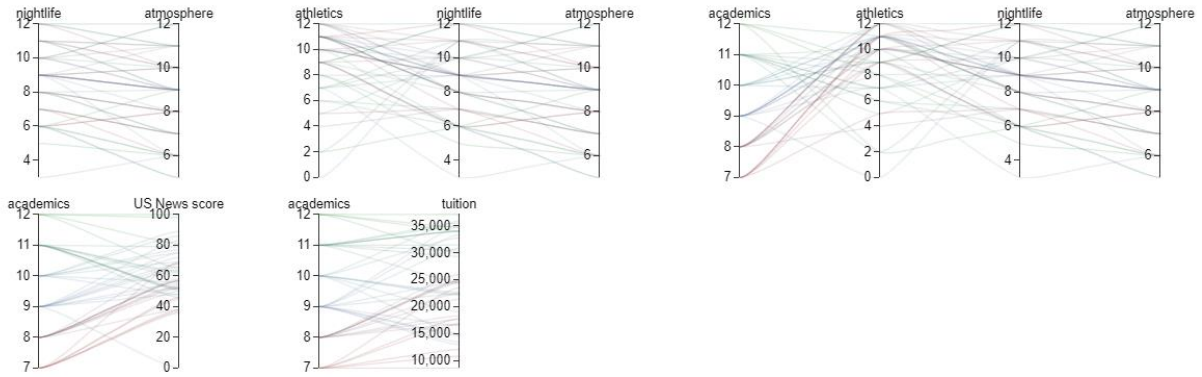 nightlife atmosphere
12 12
10 10
8 8
6 6
4
athletics nightlife atmosphere
12 12 12
10 10 10
8 8 8
6 6 6
4 4
2
0
academics athletics nightlife atmosphere
12 12 12 12
11 10 10 10
10 8 8 8
9 6 6 6
8 4 4
7 2
0
academics US News score
12 100
11 80
10 60
9 40
8 20
7 0
academics tuition
12 35,000
11 30,000
10 25,000
9 20,000
8 15,000
7 10,000